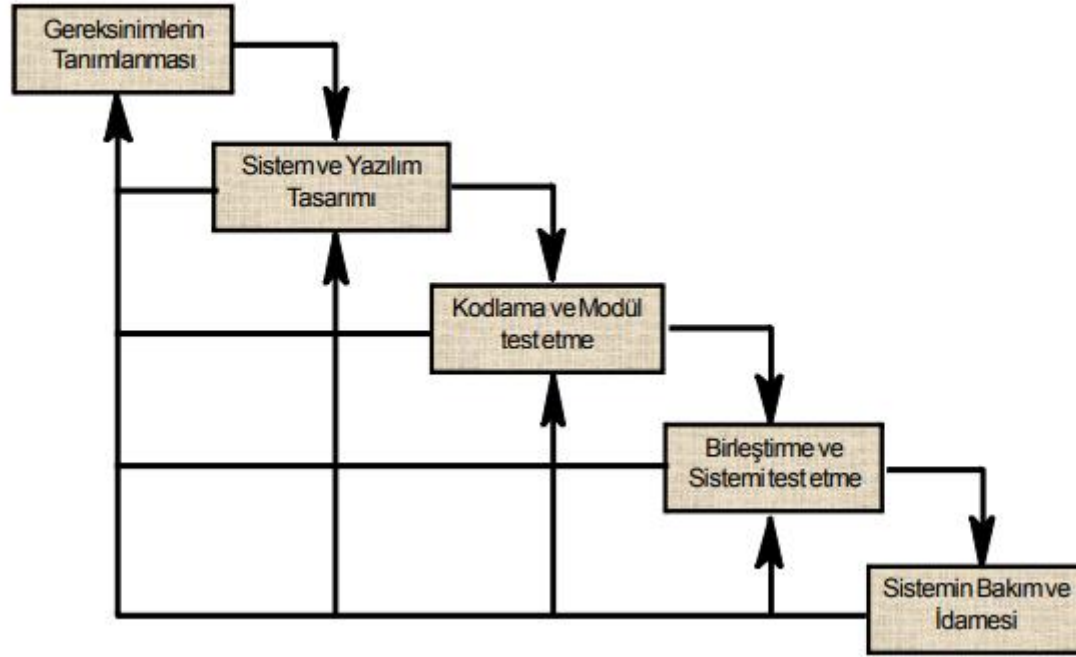 Gereksinimlerin
Tanımlanması
Sistem ve Yazılım
Tasarımı
Kodlama ve Modül
test etme
Birleştirme ve
Sistemi test etme
Sistemin Bakım ve
İdamesi